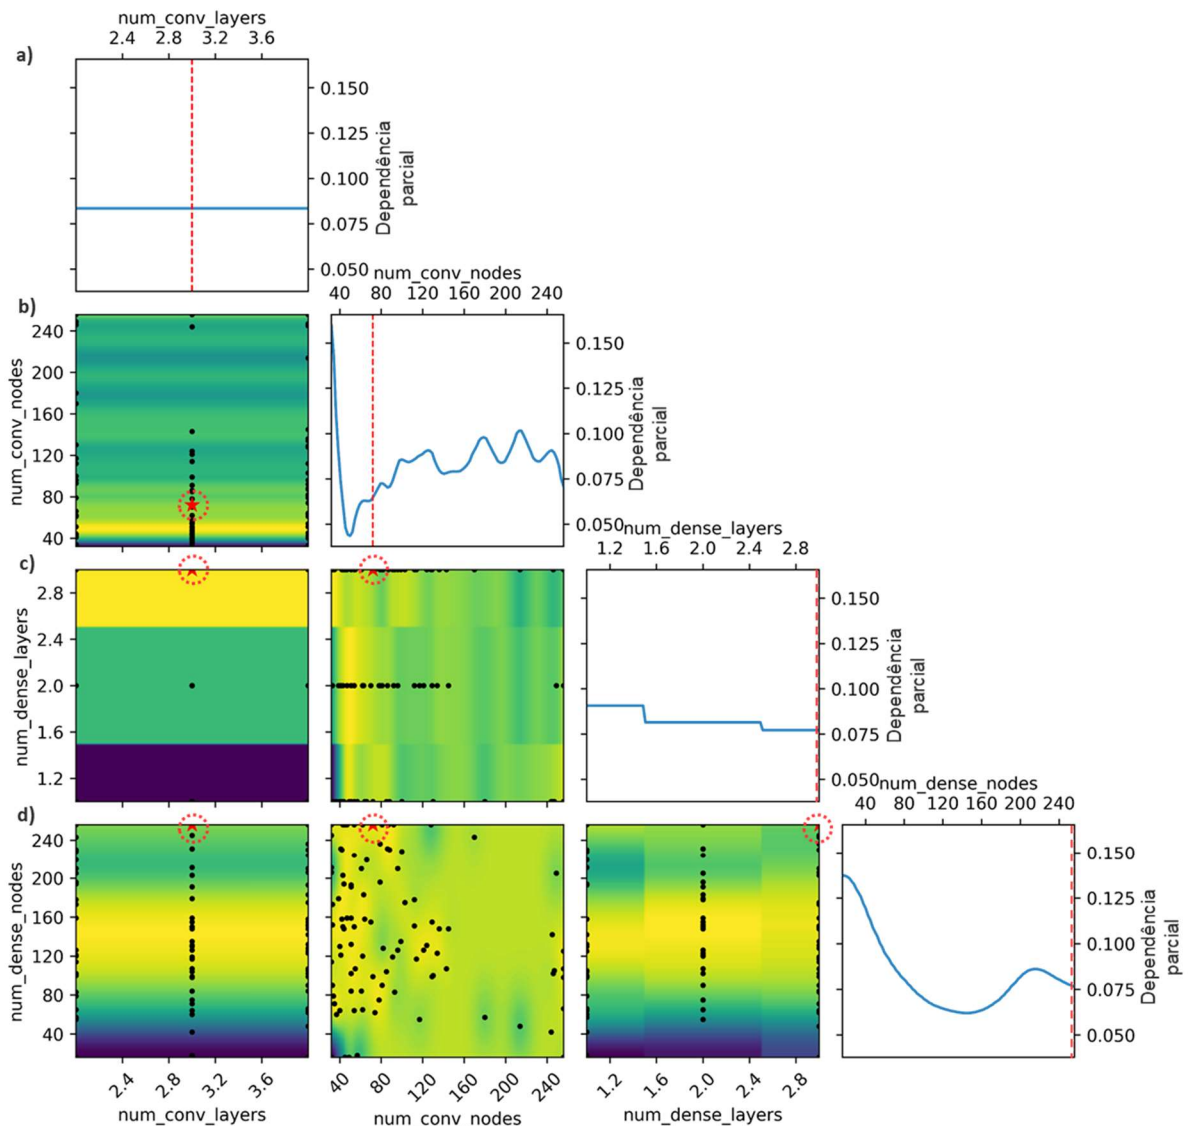 num_conv_layers
2.4 2.8 3.2 3.6
a)
0.150
0.125
0.100
0.075
0.050
Dependência
parcial
num_conv_nodes
40 80 120 160 200 240
b)
240
200
160
120
80
40
num_conv_nodes
0.150
0.125
0.100
0.075
0.050
Dependência
parcial
num_dense_layers
1.2 1.6 2.0 2.4 2.8
c)
2.8
2.4
2.0
1.6
1.2
num_dense_layers
0.150
0.125
0.100
0.075
0.050
Dependência
parcial
num_dense_nodes
40 80 120 160 200 240
d)
240
200
160
120
80
40
num_dense_nodes
0.150
0.125
0.100
0.075
0.050
Dependência
parcial
2.4 2.8 3.2 3.6
num_conv_layers
40 80 120 160 200 240
num_conv_nodes
1.2 1.6 2.0 2.4 2.8
num_dense_layers